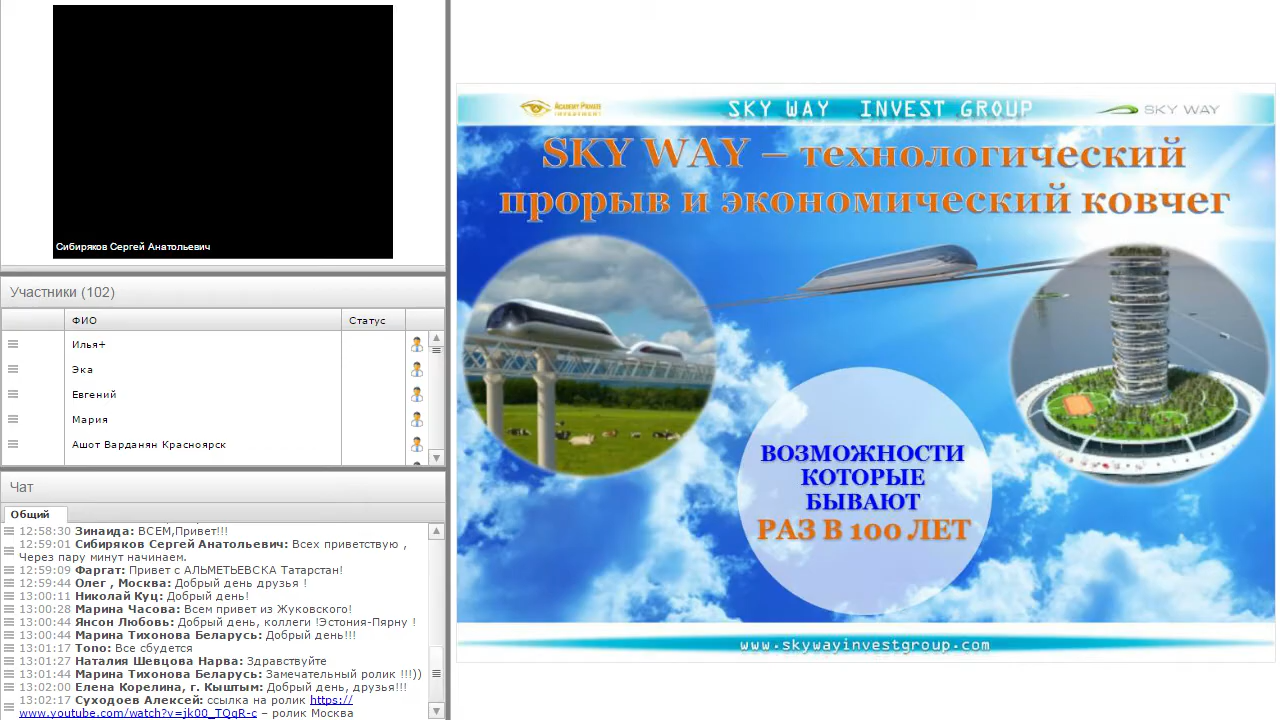 Сибиряков Сергей Анатольевич
Участники (102)
ФИО
Статус
Илья+
Эка
Евгений
Мария
Ашот Варданян Красноярск
Чат
Общий
12:58:30 Зинаида: ВСЕМ,Привет!!!
12:59:01 Сибиряков Сергей Анатольевич: Всех приветствую ,
Через пару минут начинаем.
12:59:09 Фаргат: Привет с АЛЬМЕТЬЕВСКА Татарстан!
12:59:44 Олег , Москва: Добрый день друзья !
13:00:11 Николай Куц: Добрый день!
13:00:28 Марина Часова: Всем привет из Жуковского!
13:00:44 Янсон Любовь: Добрый день, коллеги !Эстония-Пярну !
13:00:44 Марина Тихонова Беларусь: Добрый день!!!
13:01:17 Tono: Все сбудется
13:01:27 Наталия Шевцова Нарва: Здравствуйте
13:01:44 Марина Тихонова Беларусь: Замечательный ролик !!!))
13:02:00 Елена Корелина, г. Кыштым: Добрый день, друзья!!!
13:02:17 Суходоев Алексей: ссылка на ролик https://
www.youtube.com/watch?v=jk00_TQgR-c – ролик Москва
ACADEMY PRIVATE
INVESTMENT
SKY WAY INVEST GROUP
SKY WAY
SKY WAY – технологический
прорыв и экономический ковчег
ВОЗМОЖНОСТИ
КОТОРЫЕ
БЫВАЮТ
РАЗ В 100 ЛЕТ
www.skywayinvestgroup.com